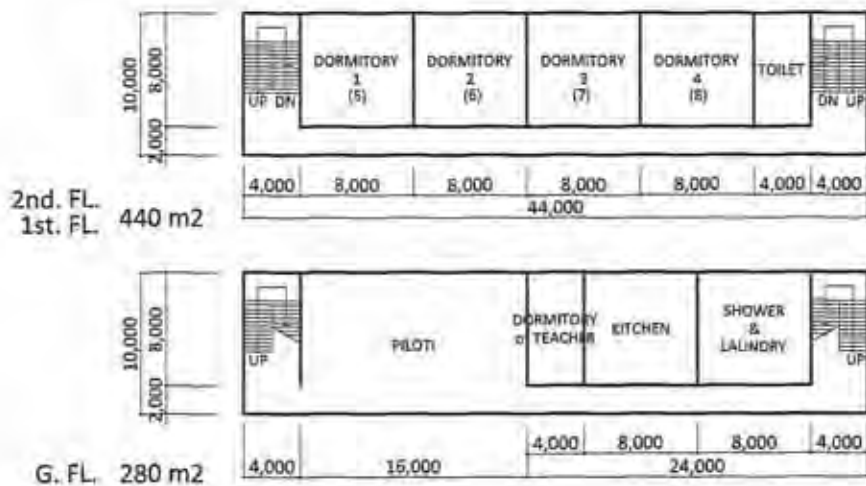 10,000
8,000
2,000
DORMITORY
1
(5)
DORMITORY
2
(6)
DORMITORY
3
(7)
DORMITORY
4
(8)
TOILET
UP DN
DN UP
4,000 8,000 8,000 8,000 8,000 4,000 4,000
44,000
2nd. FL.
1st. FL. 440 m2
10,000
8,000
2,000
UP
PILOTI
DORMITORY
o TEACHER
KITCHEN
SHOWER
&
LAUNDRY
UP
4,000 8,000 8,000 4,000
4,000 16,000 24,000
G. FL. 280 m2